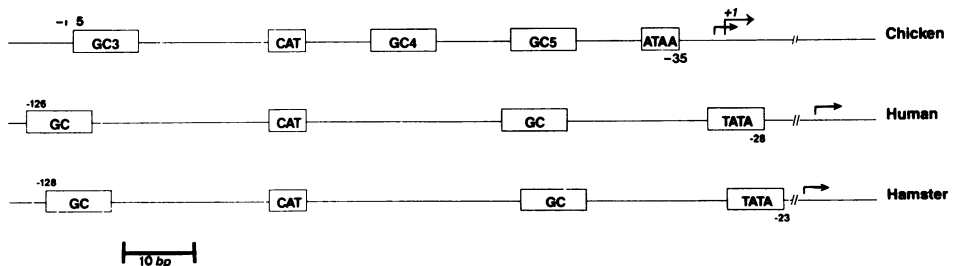 +1
GC3 CAT GC4 GC5 ATAA Chicken
-35
-126
GC CAT GC TATA Human
-28
-128
GC CAT GC TATA Hamster
-23
10 bp